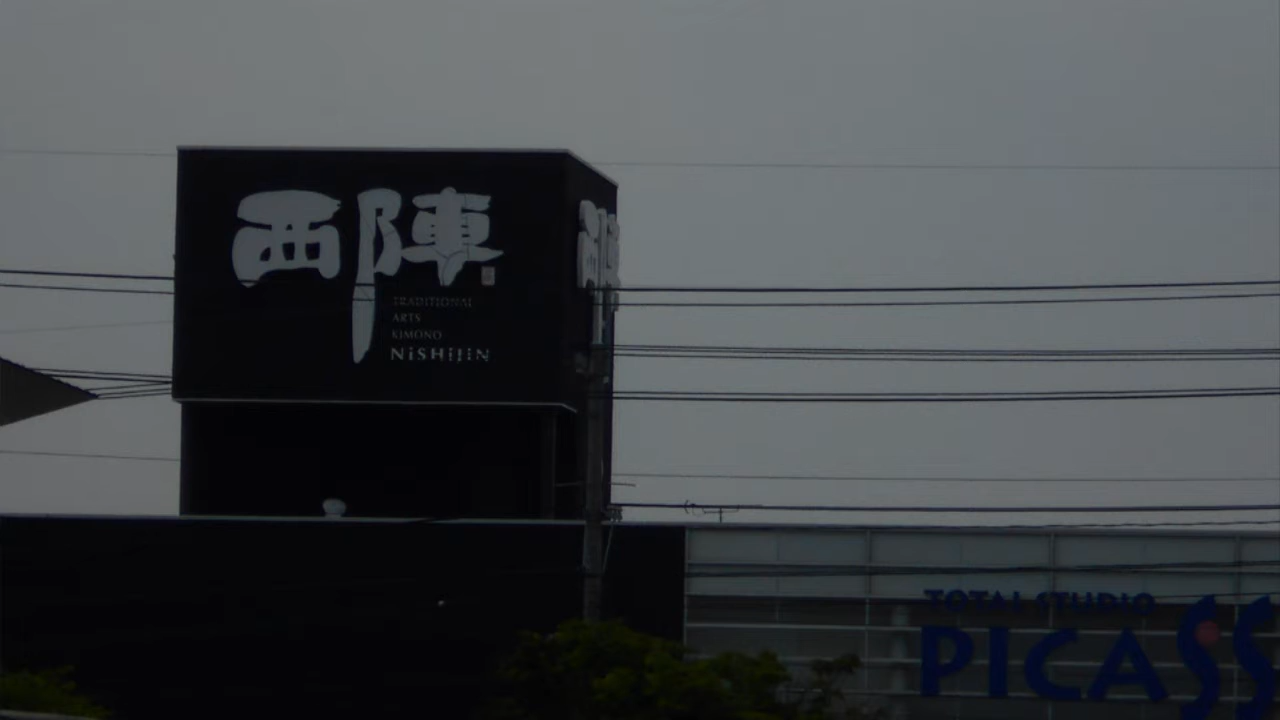 西陣
TRADITIONAL
ARTS
KIMONO
NiSHiJiN
TOTAL STUDIO
PICASS